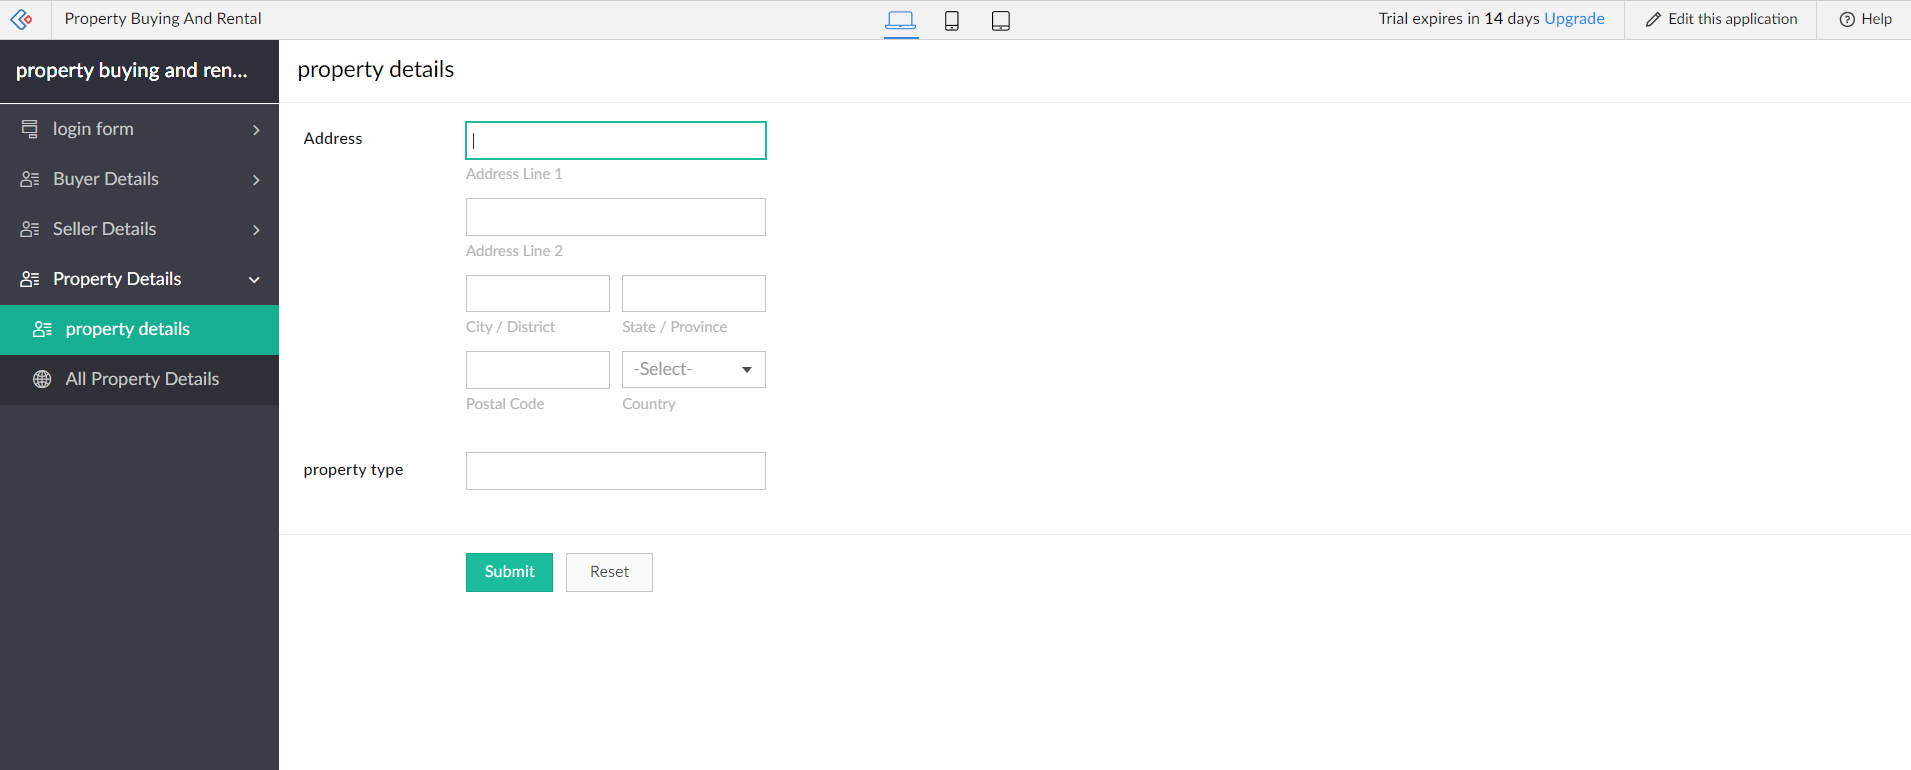 Property Buying And Rental
Trial expires in 14 days Upgrade
Edit this application
Help
property buying and ren...
property details
login form
Buyer Details
Seller Details
Property Details
property details
All Property Details
Address
Address Line 1
Address Line 2
City / District
State / Province
-Select-
Postal Code
Country
property type
Submit
Reset